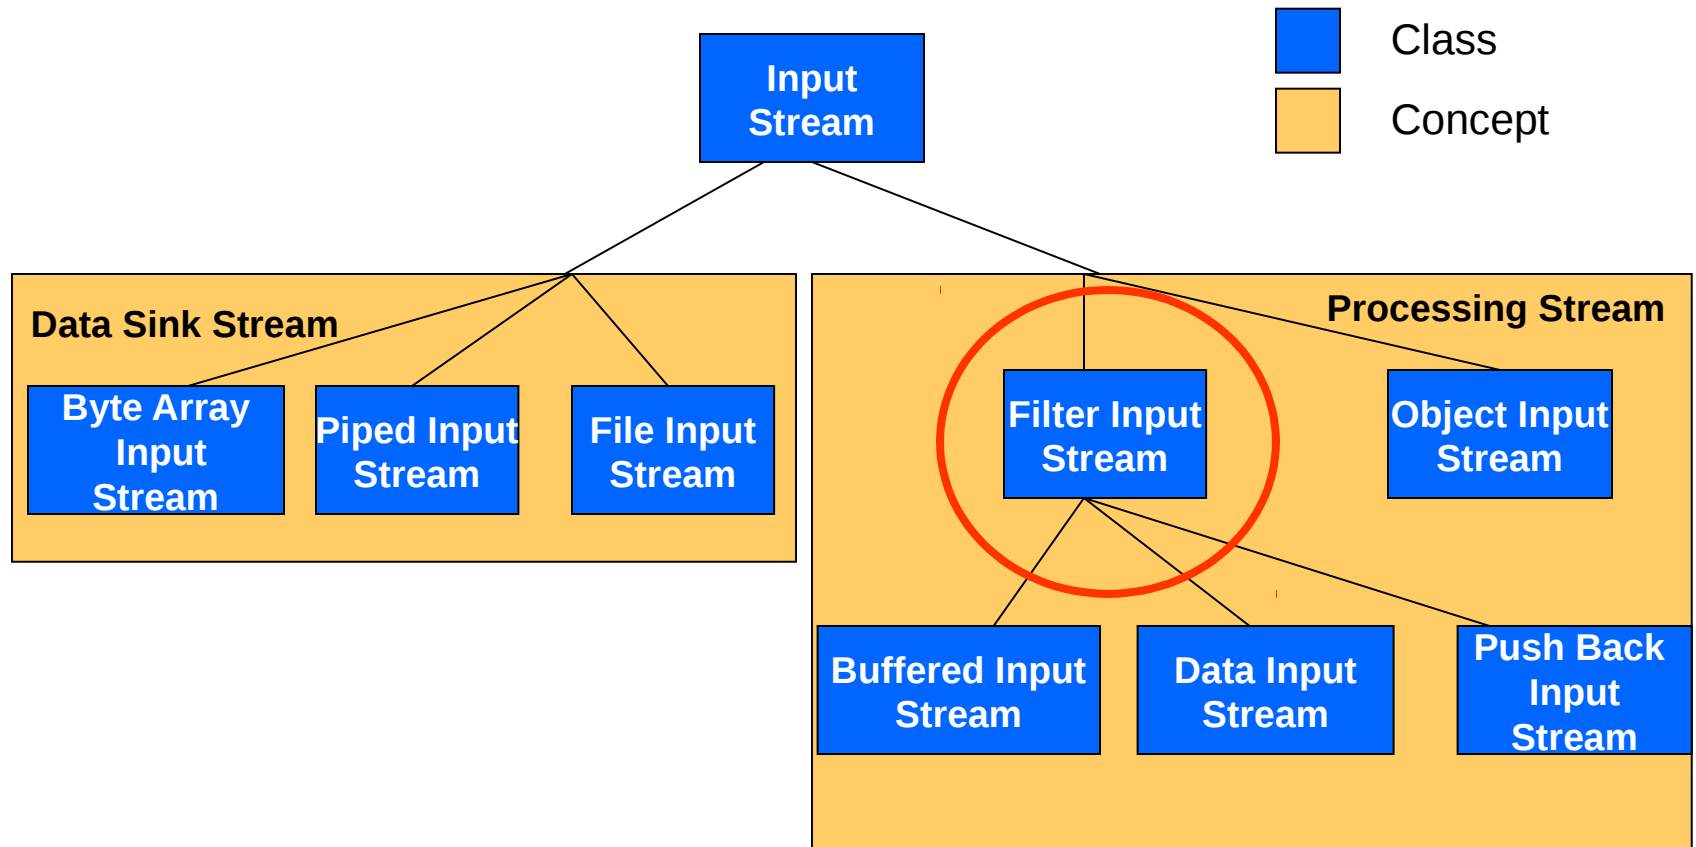 Class
Input
Stream
Concept
Data Sink Stream
Processing Stream
Byte Array
Input
Stream
Piped Input
Stream
File Input
Stream
Filter Input
Stream
Object Input
Stream
Buffered Input
Stream
Data Input
Stream
Push Back
Input
Stream